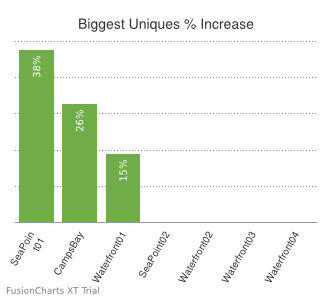 Biggest Uniques % Increase
38%
26%
15%
SeaPoin
t01
CampsBay
Waterfront01
SeaPoint02
Waterfront02
Waterfront03
Waterfront04
FusionCharts XT Trial